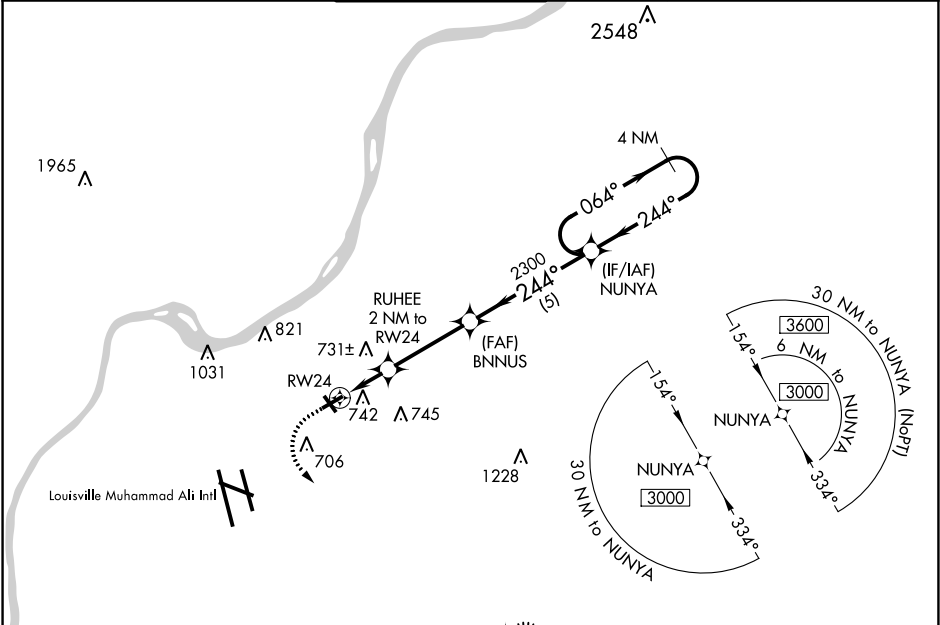 2548
1965
4 NM
064°
244°
2300
244°
(5)
(IF/IAF)
NUNYA
RUHEE
2 NM to
RW24
(FAF)
BNNUS
821
1031
731±
RW24
742
745
706
1228
Louisville Muhammad Ali Intl
30 NM to NUNYA (NoPT)
3600
154°
6 NM to NUNYA
3000
NUNYA
334°
154°
NUNYA
3000
334°
30 NM to NUNYA